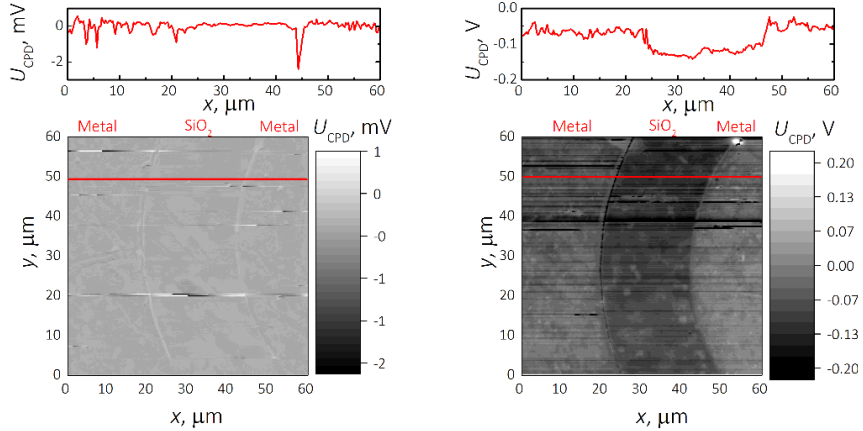 U_CPD, mV
0
-2
0 10 20 30 40 50 60
x, μm
Metal SiO₂ Metal
U_CPD, mV
60
50
40
30
20
10
0
y, μm
0 10 20 30 40 50 60
x, μm
1
0
-0
-1
-1
-2
U_CPD, V
0.0
-0.1
-0.2
0 10 20 30 40 50 60
x, μm
Metal SiO₂ Metal
U_CPD, V
60
50
40
30
20
10
0
y, μm
0 10 20 30 40 50 60
x, μm
0.20
0.13
0.07
0.00
-0.07
-0.13
-0.20